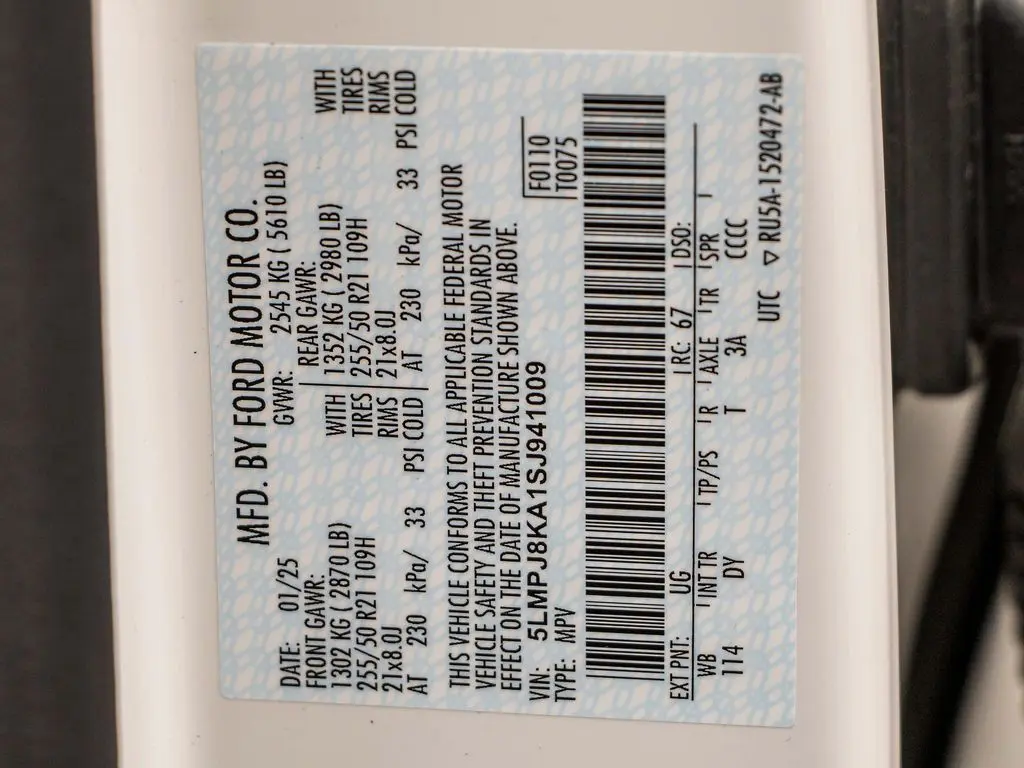 MFD. BY FORD MOTOR CO.
DATE: 01/25 GVWR: 2545 KG ( 5610 LB)
FRONT GAWR: REAR GAWR:
1302 KG ( 2870 LB) WITH 1352 KG ( 2980 LB) WITH
255/50 R21 109H TIRES 255/50 R21 109H TIRES
21x8.0J RIMS 21x8.0J RIMS
AT 230 kPa/ 33 PSI COLD AT 230 kPa/ 33 PSI COLD
THIS VEHICLE CONFORMS TO ALL APPLICABLE FEDERAL MOTOR
VEHICLE SAFETY AND THEFT PREVENTION STANDARDS IN
EFFECT ON THE DATE OF MANUFACTURE SHOWN ABOVE.
VIN: 5LMPJ8KA1SJ941009 F0110
TYPE: MPV T0075
EXT PNT: UG RC: 67 DSO:
WB INT TR TP/PS R AXLE TR SPR
114 DY T 3A CCCC
UTC ▽ RU5A-1520472-AB